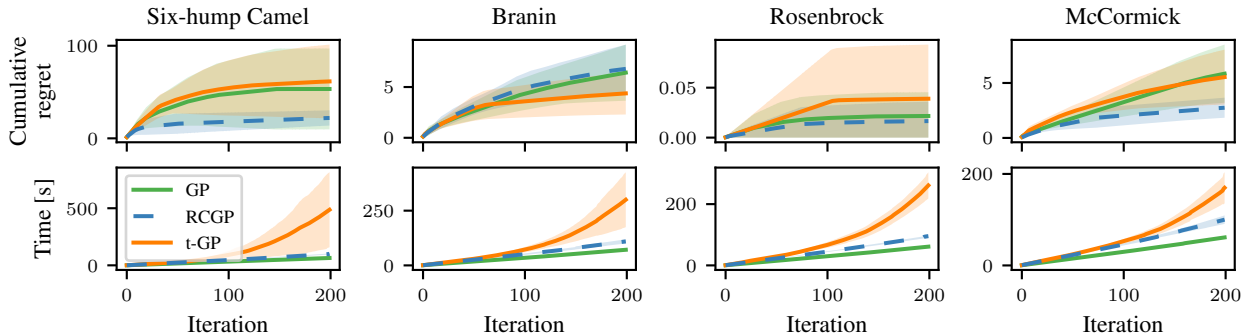 Six-hump Camel
Branin
Rosenbrock
McCormick
Cumulative
regret
100
0
5
0
0.05
0.00
5
0
Time [s]
500
0
GP
RCGP
t-GP
250
0
200
0
200
0
0
100
200
0
100
200
0
100
200
0
100
200
Iteration
Iteration
Iteration
Iteration